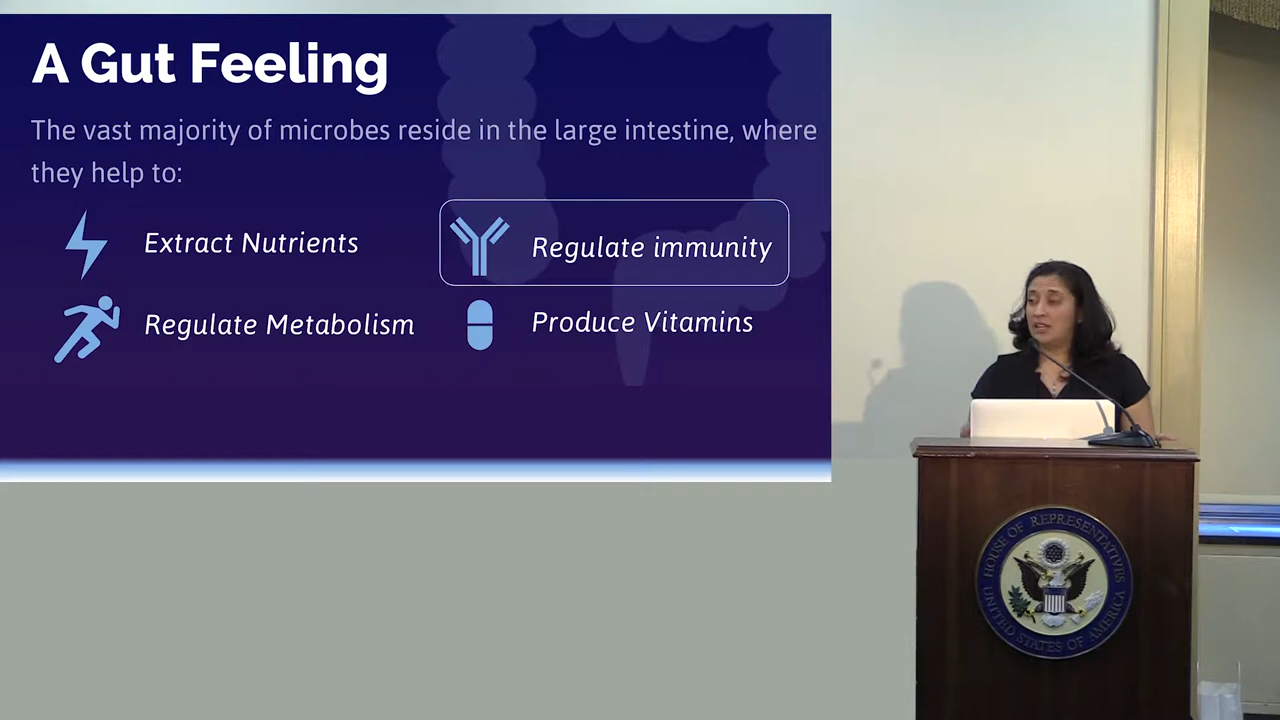 A Gut Feeling
The vast majority of microbes reside in the large intestine, where
they help to:
Extract Nutrients
Regulate immunity
Regulate Metabolism
Produce Vitamins
HOUSE OF REPRESENTATIVES
UNITED STATES OF AMERICA